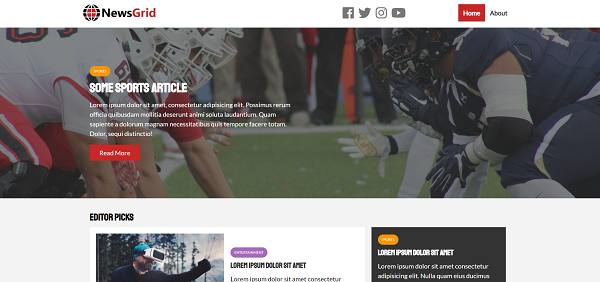 NewsGrid
Home About
SPORTS
SOME SPORTS ARTICLE
Lorem ipsum dolor sit amet, consectetur adipisicing elit. Possimus rerum
officia quibusdam mollitia deserunt animi soluta laudantium. Quam
sapiente a dolorum magnam necessitatibus quis tempore facere totam.
Dolor, sequi distinctio!
Read More
EDITOR PICKS
ENTERTAINMENT
LOREM IPSUM DOLOR SIT AMET
Lorem ipsum dolor sit amet, consectetur
SPORTS
LOREM IPSUM DOLOR SIT AMET
Lorem ipsum dolor sit amet, consectetur
adipisicing elit. Nulla quam eius ducimus